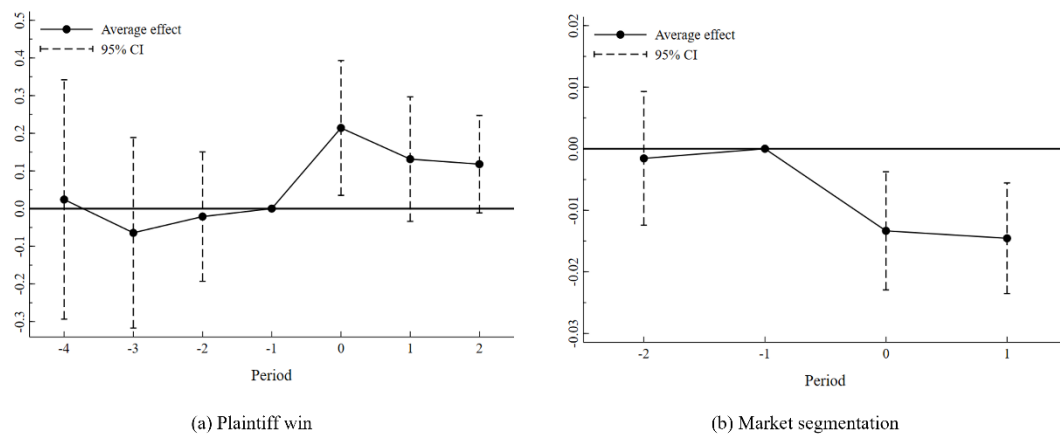 Average effect
95% CI
0.5
0.4
0.3
0.2
0.1
0.0
-0.1
-0.2
-0.3
-4 -3 -2 -1 0 1 2
Period
(a) Plaintiff win
Average effect
95% CI
0.02
0.01
0.00
-0.01
-0.02
-0.03
-2 -1 0 1
Period
(b) Market segmentation